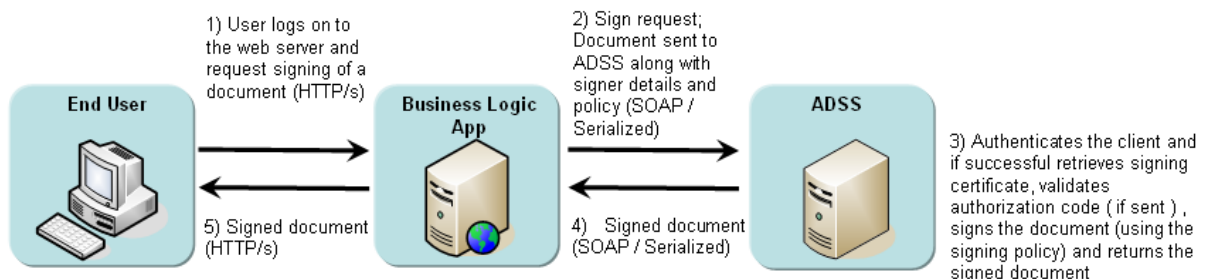 1) User logs on to
the web server and
request signing of a
document (HTTP/s)
2) Sign request;
Document sent to
ADSS along with
signer details and
policy (SOAP /
Serialized)
End User
Business Logic
App
ADSS
3) Authenticates the client and
if successful retrieves signing
certificate, validates
authorization code ( if sent ) ,
signs the document (using the
signing policy) and returns the
signed document
4) Signed document
(SOAP / Serialized)
5) Signed document
(HTTP/s)